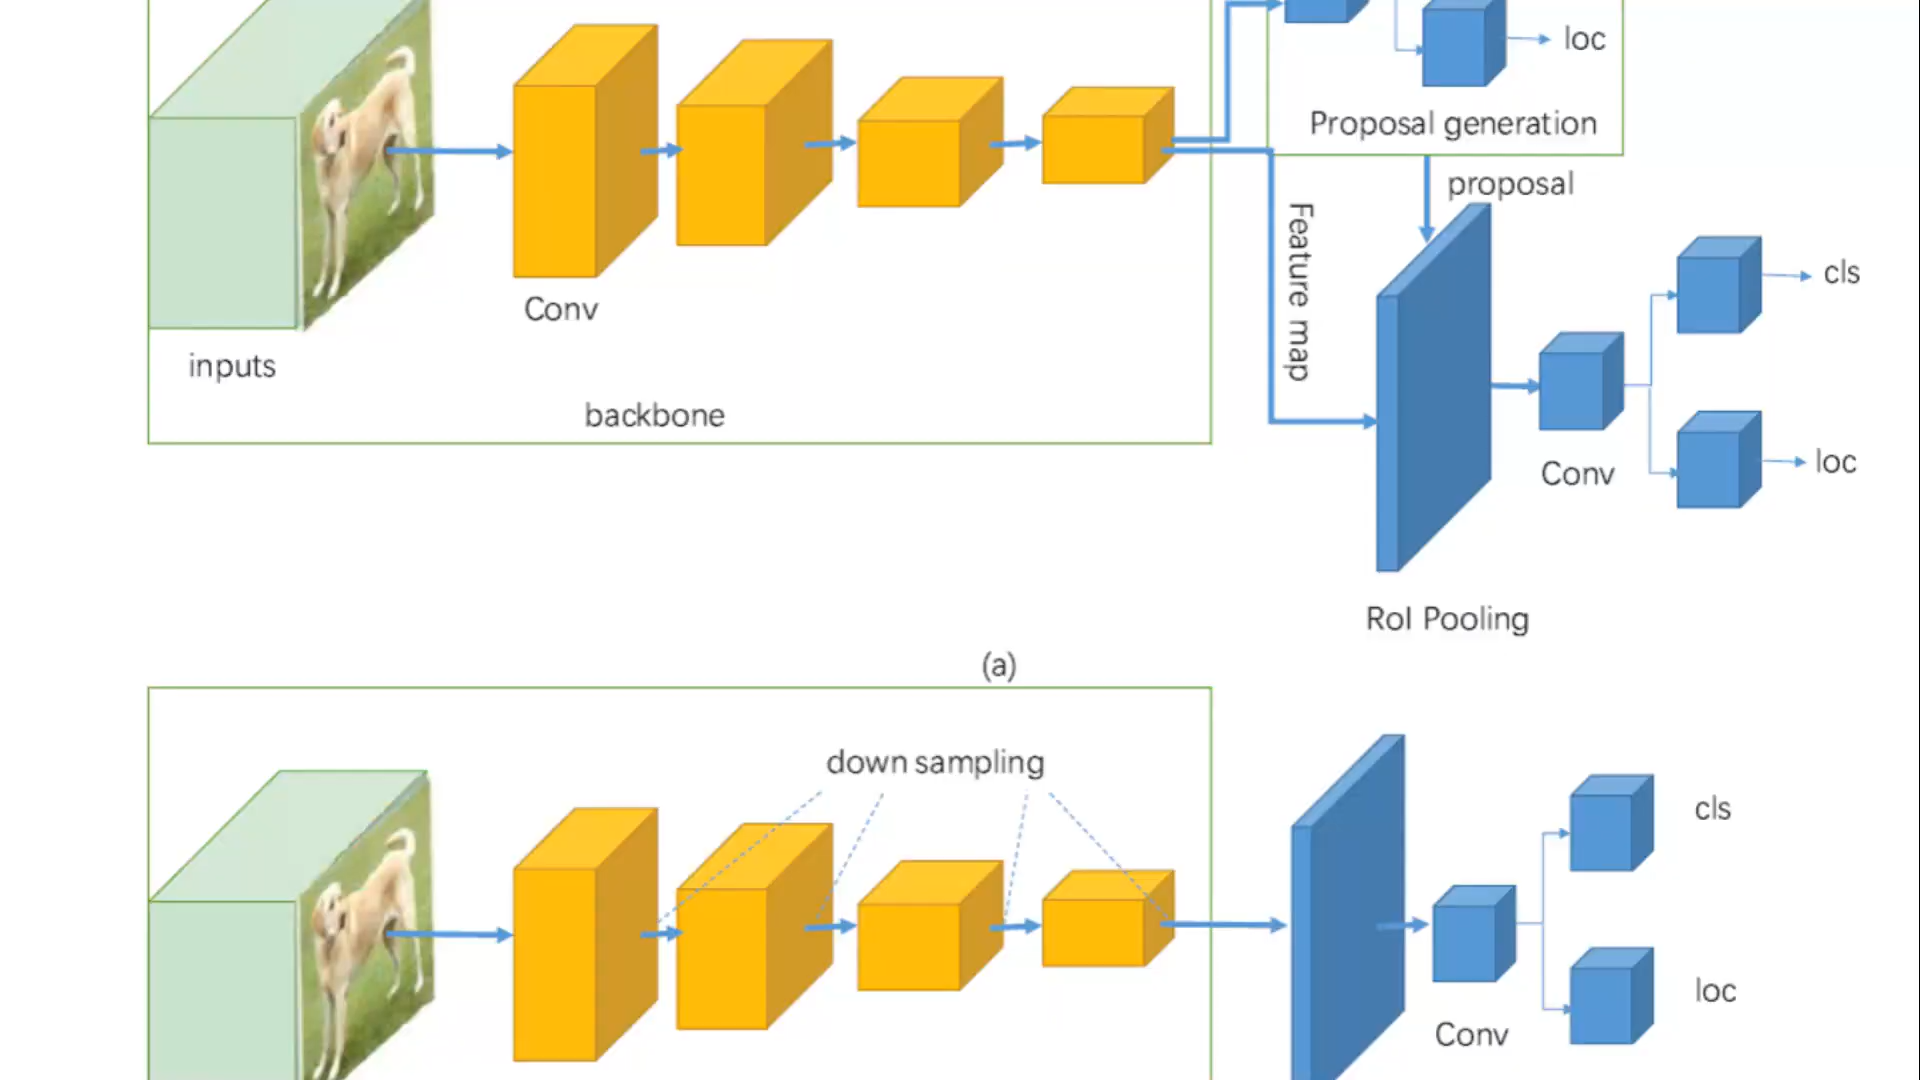 loc
Proposal generation
proposal
Feature map
cls
Conv
inputs
backbone
Conv
loc
RoI Pooling
(a)
down sampling
cls
loc
Conv